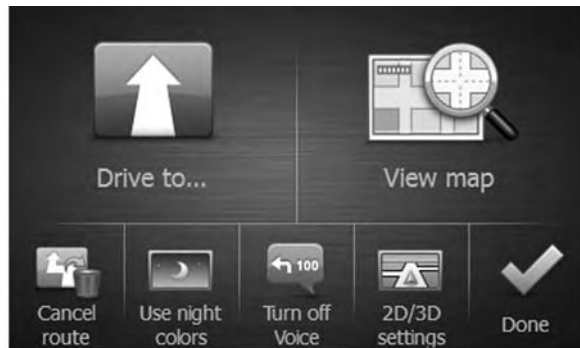 Drive to...
View map
100
Cancel
route
Use night
colors
Turn off
Voice
2D/3D
settings
Done